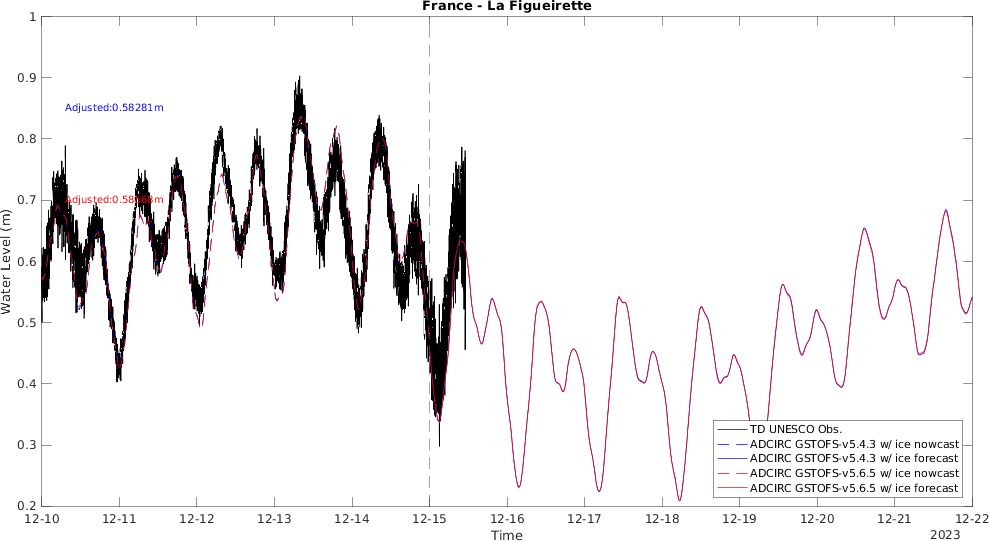 France - La Figueirette
1
0.9
0.8
0.7
0.6
0.5
0.4
0.3
0.2
Water Level (m)
Adjusted:0.58281m
TD UNESCO Obs.
ADCIRC GSTOFS-v5.4.3 w/ ice nowcast
ADCIRC GSTOFS-v5.4.3 w/ ice forecast
ADCIRC GSTOFS-v5.6.5 w/ ice nowcast
ADCIRC GSTOFS-v5.6.5 w/ ice forecast
12-10 12-11 12-12 12-13 12-14 12-15 12-16 12-17 12-18 12-19 12-20 12-21 12-22
Time
2023